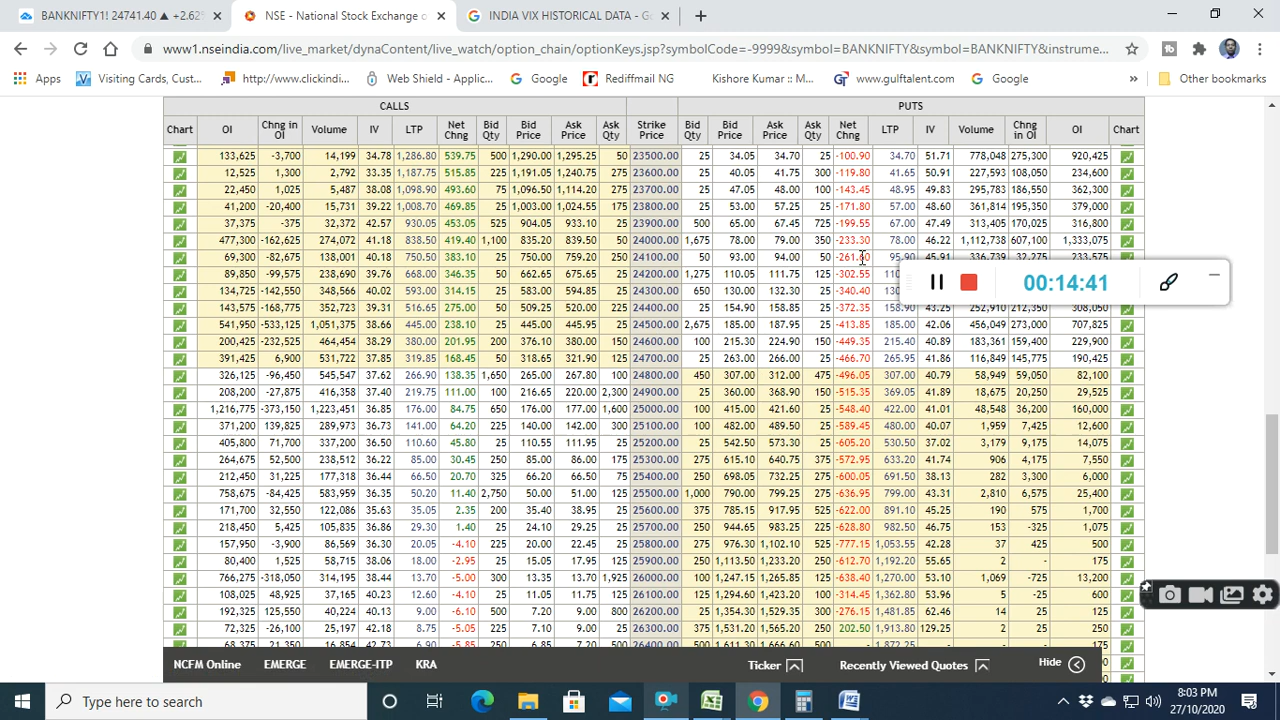 BANKNIFTY1! 24741.40 ▲ +2.62
NSE - National Stock Exchange o
INDIA VIX HISTORICAL DATA - Go
www1.nseindia.com/live_market/dynaContent/live_watch/option_chain/optionKeys.jsp?symbolCode=-9999&symbol=BANKNIFTY&symbol=BANKNIFTY&instrume...
Apps Visiting Cards, Cust... http://www.clickindi... Web Shield - Applic... Google Rediffmail NG Kishore Kumar :: M... www.gulftalent.com Google » Other bookmarks
CALLS PUTS
Chart OI Chng in OI Volume IV LTP Net Chng Bid Qty Bid Price Ask Price Ask Qty Strike Price Bid Qty Bid Price Ask Price Ask Qty Net Chng LTP IV Volume Chng in OI OI Chart
133,625 -3,700 14,199 34.78 1,286.80 539.75 500 1,290.00 1,295.25 50 23500.00 25 34.05 34.70 25 -100.90 34.70 51.71 778,048 275,300 920,425
12,525 1,300 2,792 33.35 1,187.75 515.85 225 1,191.05 1,240.75 275 23600.00 25 40.05 41.75 300 -119.80 41.65 50.91 227,593 108,050 234,600
22,450 1,025 5,487 38.08 1,098.90 493.60 75 1,096.50 1,114.20 275 23700.00 25 47.05 48.00 100 -143.45 48.95 49.83 295,783 186,550 362,300
41,200 -20,400 15,731 39.22 1,008.70 469.85 25 1,003.00 1,024.55 175 23800.00 25 53.00 57.25 25 -171.80 57.00 48.60 361,814 195,350 379,000
37,375 -375 32,372 42.57 930.05 453.05 525 904.05 933.10 25 23900.00 500 65.00 67.45 725 -199.55 67.00 47.49 313,405 170,025 316,800
477,300 -162,625 274,072 41.18 838.50 419.40 1,100 835.20 839.50 50 24000.00 1,675 78.00 79.00 350 -233.30 78.00 46.22 1,112,738 607,100 1,333,075
69,300 -82,675 138,001 40.18 750.50 383.10 25 750.00 759.20 250 24100.00 50 93.00 94.00 50 -261.80 95.90 45.91 336,739 32,275 233,575
89,850 -99,575 238,690 39.76 668.00 346.35 50 662.65 675.65 25 24200.00 1,275 110.05 111.75 125 -302.55
134,725 -142,550 348,566 40.02 593.00 314.15 25 583.00 594.85 25 24300.00 650 130.00 132.30 25 -340.40
143,575 -168,775 352,723 39.31 516.65 275.00 50 509.25 520.00 225 24400.00 25 154.90 158.85 25 -372.35 158.90 43.25 252,910 212,350 308,050
541,950 -533,125 1,051,375 38.66 445.00 238.10 25 445.00 445.95 25 24500.00 2,675 185.00 187.95 25 -413.85 185.00 42.06 456,049 273,000 707,825
200,425 -232,525 464,454 38.29 380.00 201.95 200 376.10 380.00 150 24600.00 100 215.30 224.90 150 -449.35 215.40 41.89 183,361 159,400 229,900
391,425 6,900 531,722 37.85 319.85 168.45 50 318.65 321.90 125 24700.00 25 263.00 266.00 25 -466.70 265.95 41.86 116,849 145,775 190,425
326,125 -96,450 545,547 37.62 266.90 138.35 1,650 265.00 267.80 100 24800.00 450 307.00 312.00 475 -496.05 307.00 40.79 58,949 59,050 82,100
208,200 -27,875 416,358 37.40 219.75 111.00 100 216.65 220.00 2,300 24900.00 25 360.00 368.90 150 -515.35 369.05 41.09 18,675 20,250 29,525
1,216,775 -373,150 1,223,451 36.85 176.00 84.75 650 176.00 177.00 1,600 25000.00 100 415.00 421.60 25 -548.40 422.00 41.01 48,548 36,200 160,000
371,200 139,825 289,973 36.73 141.00 64.20 225 140.00 142.00 300 25100.00 100 482.00 489.50 25 -589.45 480.00 40.07 1,959 7,425 12,600
405,800 71,700 337,200 36.50 110.60 45.80 25 110.55 111.95 25 25200.00 25 542.50 573.30 25 -605.20 530.50 37.02 3,179 9,175 14,075
264,675 52,500 238,512 36.22 85.00 30.45 250 85.00 86.00 175 25300.00 25 615.10 640.75 375 -572.95 633.20 41.74 906 4,175 7,550
212,450 31,225 177,318 36.44 66.50 20.70 325 66.20 66.50 75 25400.00 25 698.05 732.25 275 -600.05 691.50 38.13 282 3,300 6,000
758,675 -84,425 583,959 36.35 50.20 11.40 2,750 50.00 51.00 125 25500.00 1,000 790.00 799.25 275 -636.95 799.00 43.31 2,810 6,575 25,400
171,700 32,550 122,086 35.63 35.05 2.35 200 35.40 38.95 25 25600.00 375 785.15 917.95 325 -622.00 891.10 45.25 190 575 1,700
218,450 5,425 105,835 36.86 29.30 1.40 25 24.10 29.25 25 25700.00 250 944.65 983.25 225 -628.80 982.50 46.75 153 -325 1,075
157,950 -3,900 86,569 36.30 20.05 -4.10 225 20.00 22.45 25 25800.00 275 976.30 1,102.10 525 -777.15 1,053.55 42.28 37 425 500
80,400 1,525 58,715 38.06 18.00 -2.95 25 15.05 17.95 125 25900.00 250 1,113.50 1,233.20 250 -612.70 1,192.20 55.65 2 - 175
766,275 -318,050 314,195 38.44 13.70 -5.00 300 13.35 13.70 1,925 26000.00 100 1,247.15 1,265.85 125 -638.40 1,270.00 53.10 1,069 -725 13,200
108,025 48,925 37,165 40.23 12.60 -4.10 25 11.05 11.75 125 26100.00 125 1,294.60 1,423.20 100 -314.45 1,362.80 53.96 5 -25 600
192,325 125,550 40,224 40.13 9.00 -6.10 500 7.20 9.00 800 26200.00 25 1,354.30 1,529.35 300 -276.15 1,481.85 62.46 14 25 125
72,325 -26,100 25,197 42.18 8.75 -5.05 225 7.10 9.00 25 26300.00 375 1,531.20 1,565.20 250 202.50 1,913.80 129.25 2 25 250
68,375 21,350 16,854 42.73 7.50 -5.85 25 6.85 7.20 500 26400.00 500 1,611.60 1,666.60 500 - 1,872.25 - - - 175
00:14:41
NCFM Online EMERGE EMERGE-ITP KRA Ticker Recently Viewed Quotes Hide
Type here to search
8:03 PM
27/10/2020